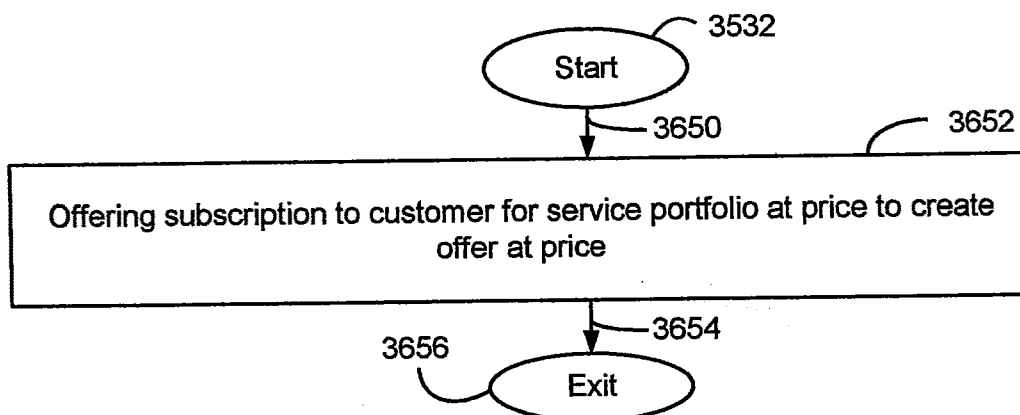 3532
Start
3650
3652
Offering subscription to customer for service portfolio at price to create
offer at price
3654
3656
Exit